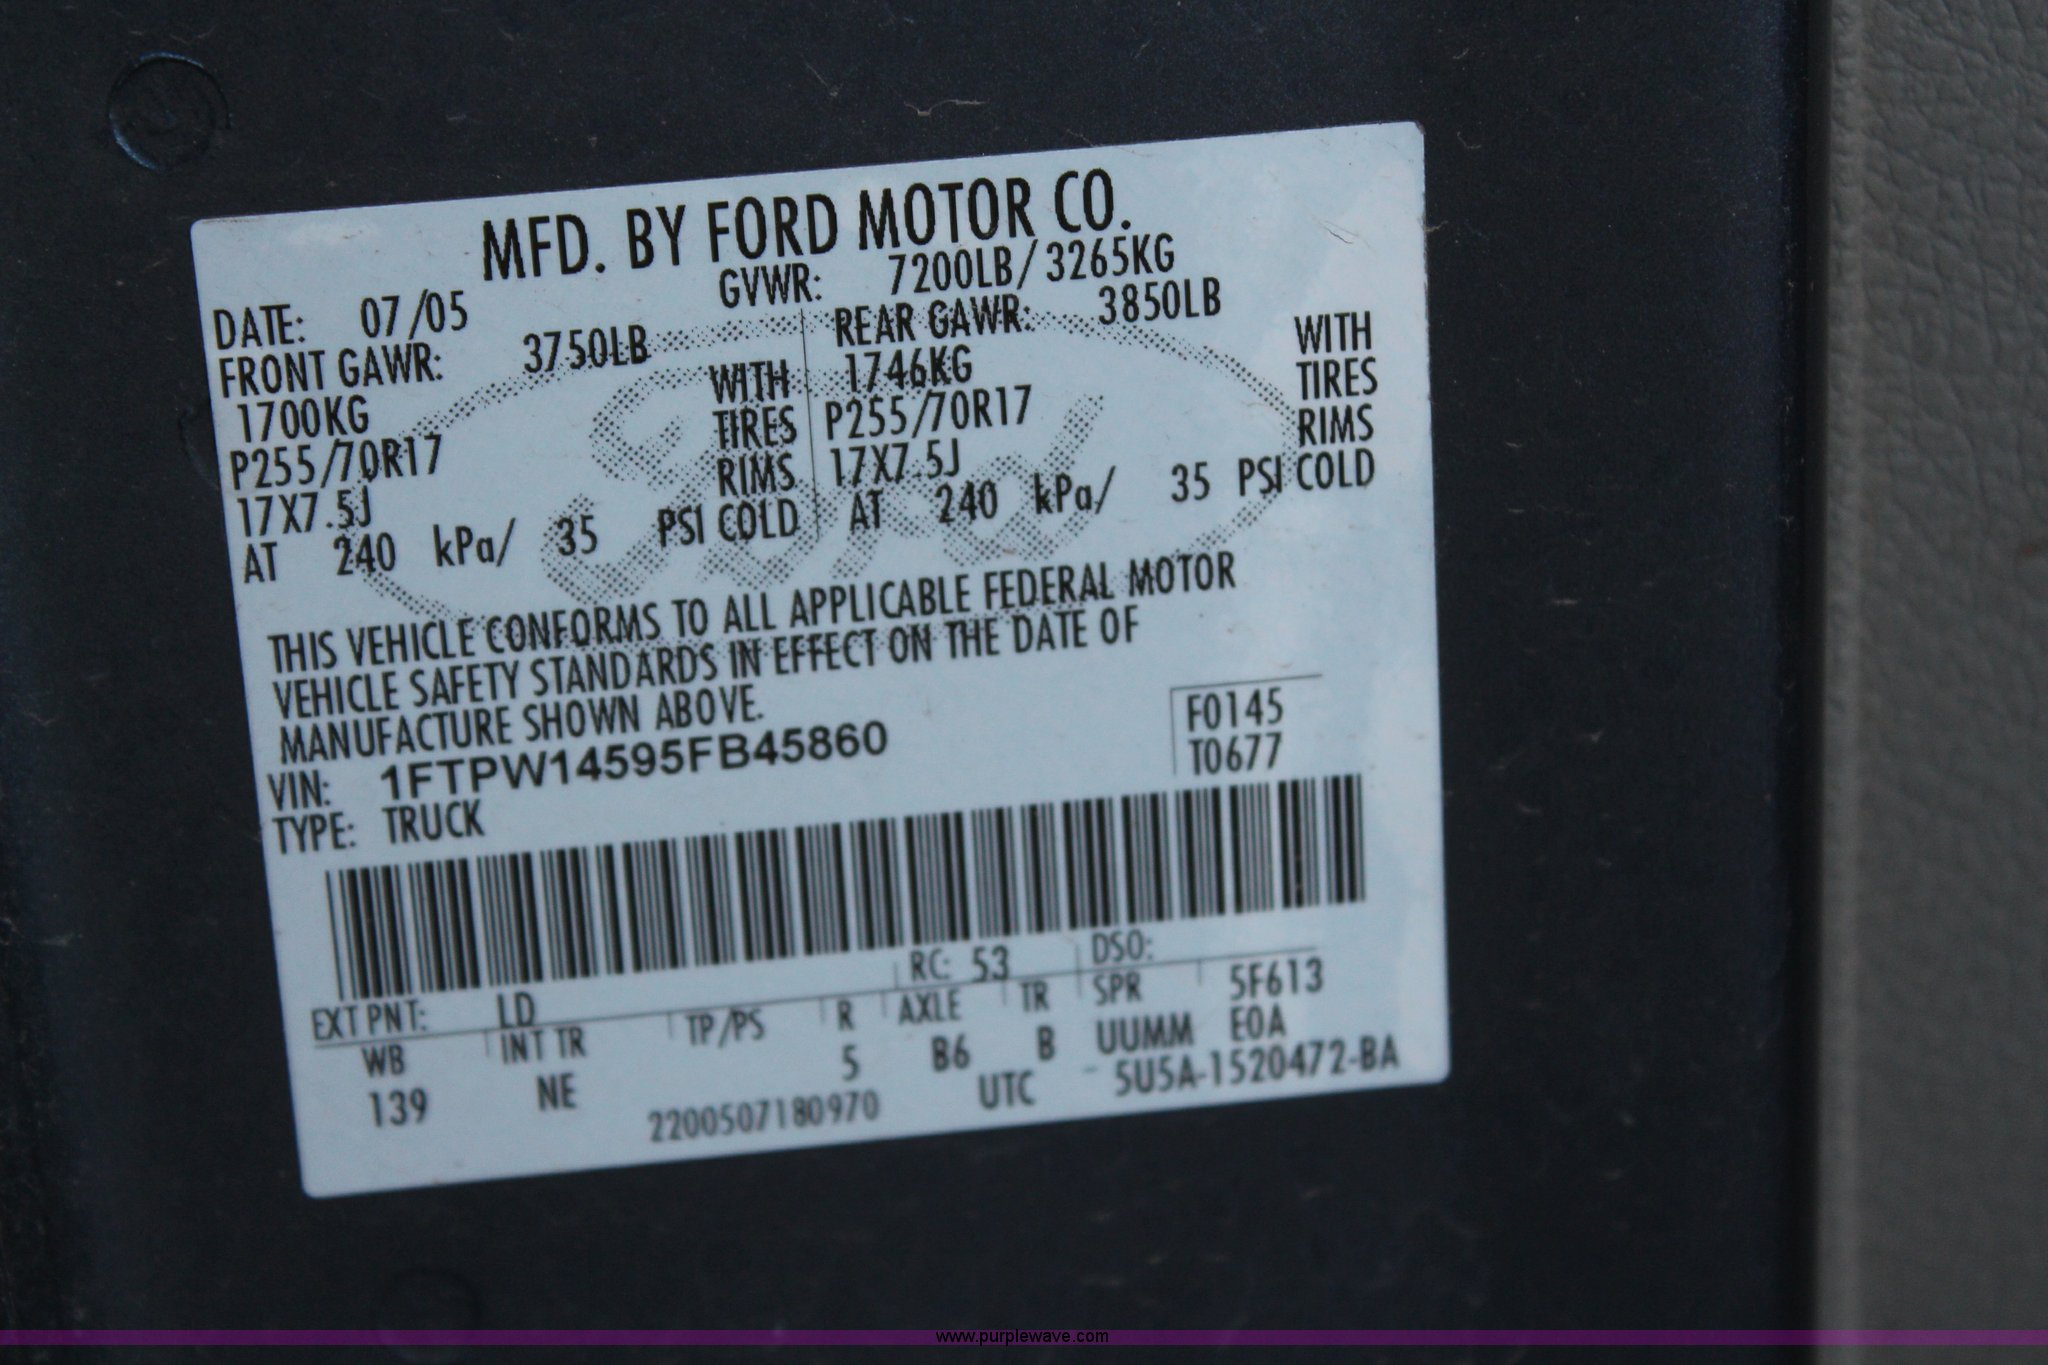 MFD. BY FORD MOTOR CO.
DATE: 07/05 GVWR: 7200LB/3265KG
FRONT GAWR: 3750LB REAR GAWR: 3850LB
1700KG WITH 1746KG WITH
P255/70R17 TIRES P255/70R17 TIRES
17X7.5J RIMS 17X7.5J RIMS
AT 240 kPa/ 35 PSI COLD AT 240 kPa/ 35 PSI COLD
Ford
THIS VEHICLE CONFORMS TO ALL APPLICABLE FEDERAL MOTOR
VEHICLE SAFETY STANDARDS IN EFFECT ON THE DATE OF
MANUFACTURE SHOWN ABOVE.
VIN: 1FTPW14595FB45860 F0145
TYPE: TRUCK T0677
RC: 53 DSO:
EXT PNT: LD 5F613
WB INT TR TP/PS R AXLE TR SPR E0A
139 NE 5 B6 B UUMM
2200507180970 UTC - 5U5A-1520472-BA
www.purplewave.com